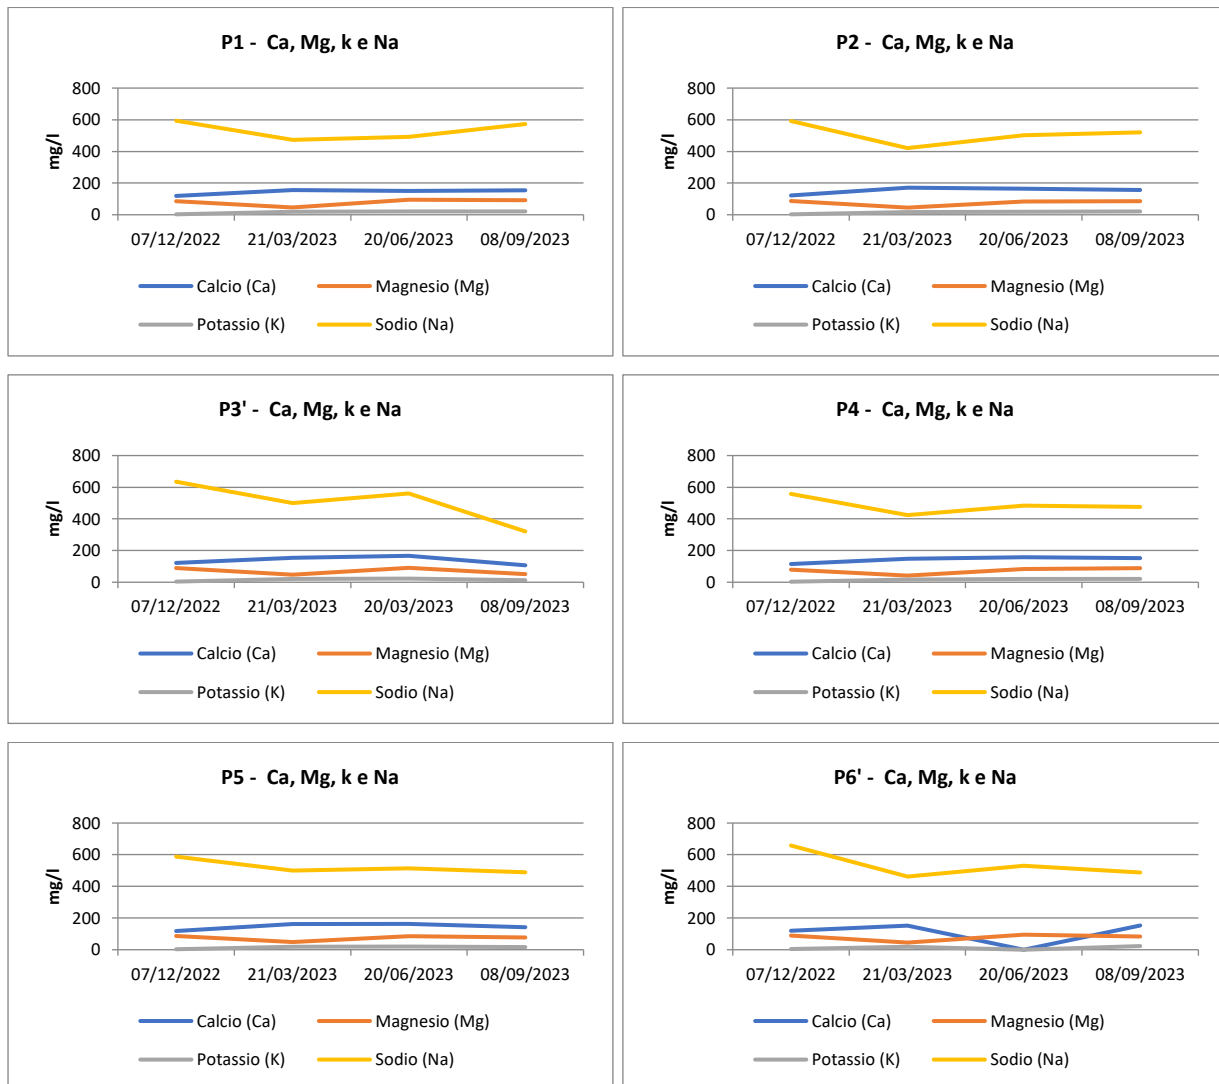 P1 - Ca, Mg, k e Na
800
600
400
200
0
mg/l
07/12/2022 21/03/2023 20/06/2023 08/09/2023
Calcio (Ca) Magnesio (Mg)
Potassio (K) Sodio (Na)
P2 - Ca, Mg, k e Na
800
600
400
200
0
mg/l
07/12/2022 21/03/2023 20/06/2023 08/09/2023
Calcio (Ca) Magnesio (Mg)
Potassio (K) Sodio (Na)
P3' - Ca, Mg, k e Na
800
600
400
200
0
mg/l
07/12/2022 21/03/2023 20/03/2023 08/09/2023
Calcio (Ca) Magnesio (Mg)
Potassio (K) Sodio (Na)
P4 - Ca, Mg, k e Na
800
600
400
200
0
mg/l
07/12/2022 21/03/2023 20/06/2023 08/09/2023
Calcio (Ca) Magnesio (Mg)
Potassio (K) Sodio (Na)
P5 - Ca, Mg, k e Na
800
600
400
200
0
mg/l
07/12/2022 21/03/2023 20/06/2023 08/09/2023
Calcio (Ca) Magnesio (Mg)
Potassio (K) Sodio (Na)
P6' - Ca, Mg, k e Na
800
600
400
200
0
mg/l
07/12/2022 21/03/2023 20/06/2023 08/09/2023
Calcio (Ca) Magnesio (Mg)
Potassio (K) Sodio (Na)